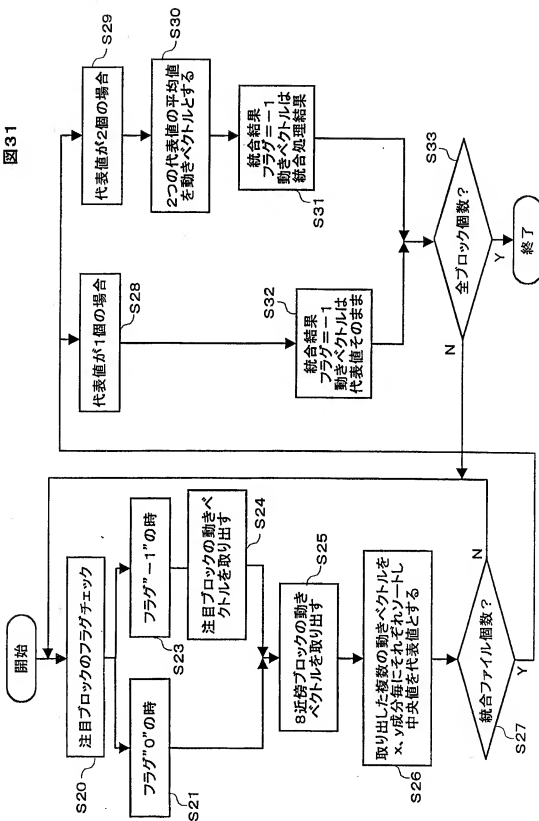 図31
開始
注目ブロックのフラグチェック
S20
フラグ"0"の時
S21
フラグ"-1"の時
S23
注目ブロックの動きベ
クトルを取り出す
S24
8近傍ブロックの動き
ベクトルを取り出す
S25
取り出した複数の動きベクトルを
x, y成分毎にそれぞれソートし
中央値を代表値とする
S26
統合ファイル個数?
S27
N
Y
代表値が1個の場合
S28
代表値が2個の場合
S29
2つの代表値の平均値
を動きベクトルとする
S30
統合結果
フラグ=-1
動きベクトルは
統合処理結果
S31
統合結果
フラグ=-1
動きベクトルは
代表値そのまま
S32
全ブロック個数?
S33
N
Y
終了